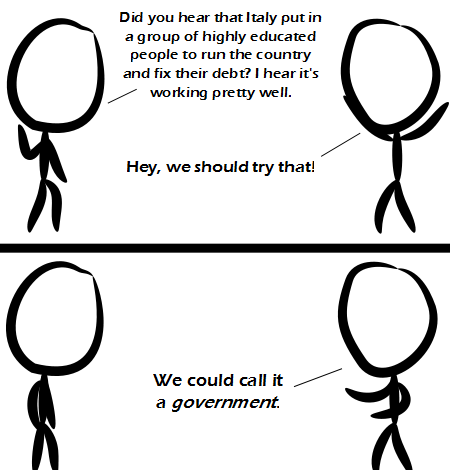 Did you hear that Italy put in
a group of highly educated
people to run the country
and fix their debt? I hear it's
working pretty well.
Hey, we should try that!
We could call it
a government.